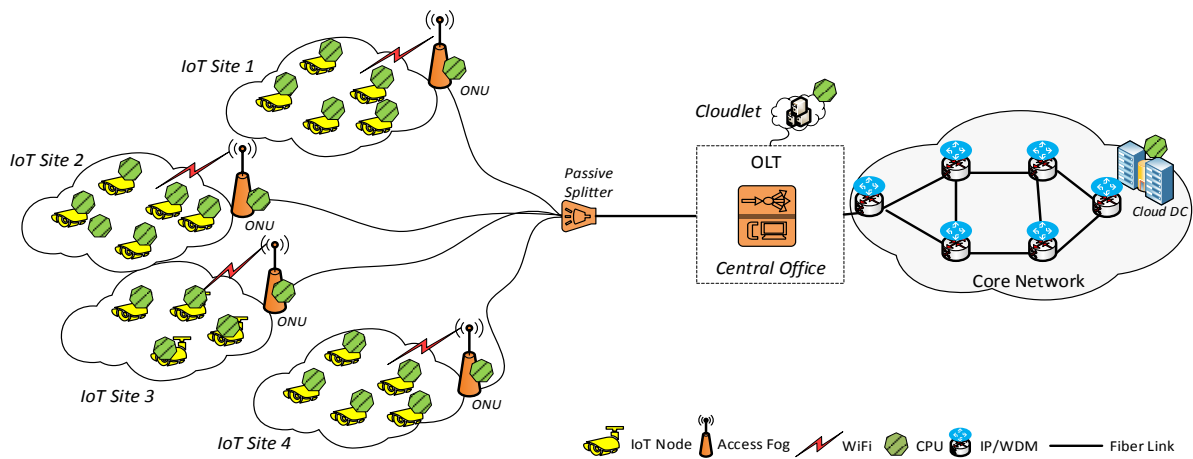 IoT Site 1
ONU
IoT Site 2
ONU
ONU
IoT Site 3
ONU
IoT Site 4
Passive
Splitter
Cloudlet
OLT
Central Office
Cloud DC
Core Network
IoT Node
Access Fog
WiFi
CPU
IP/WDM
Fiber Link